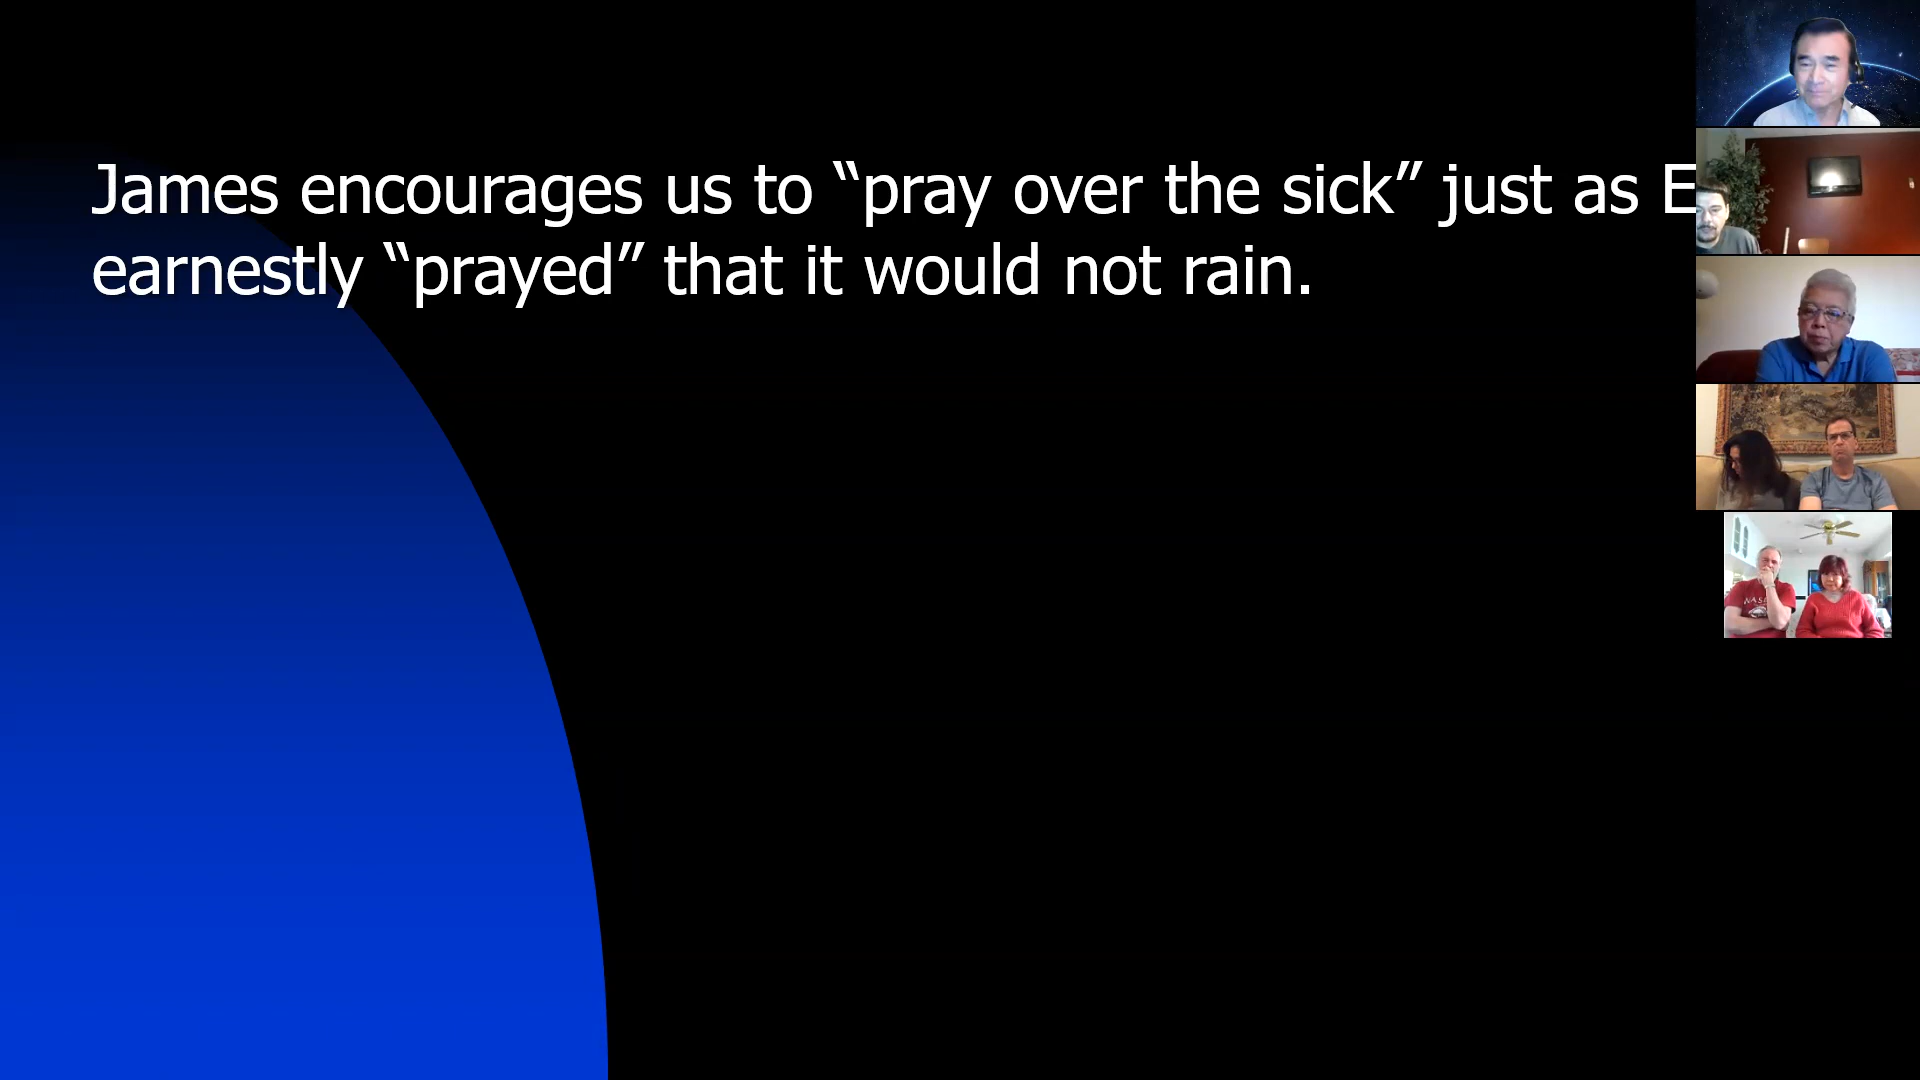 James encourages us to “pray over the sick” just as E
earnestly “prayed” that it would not rain.